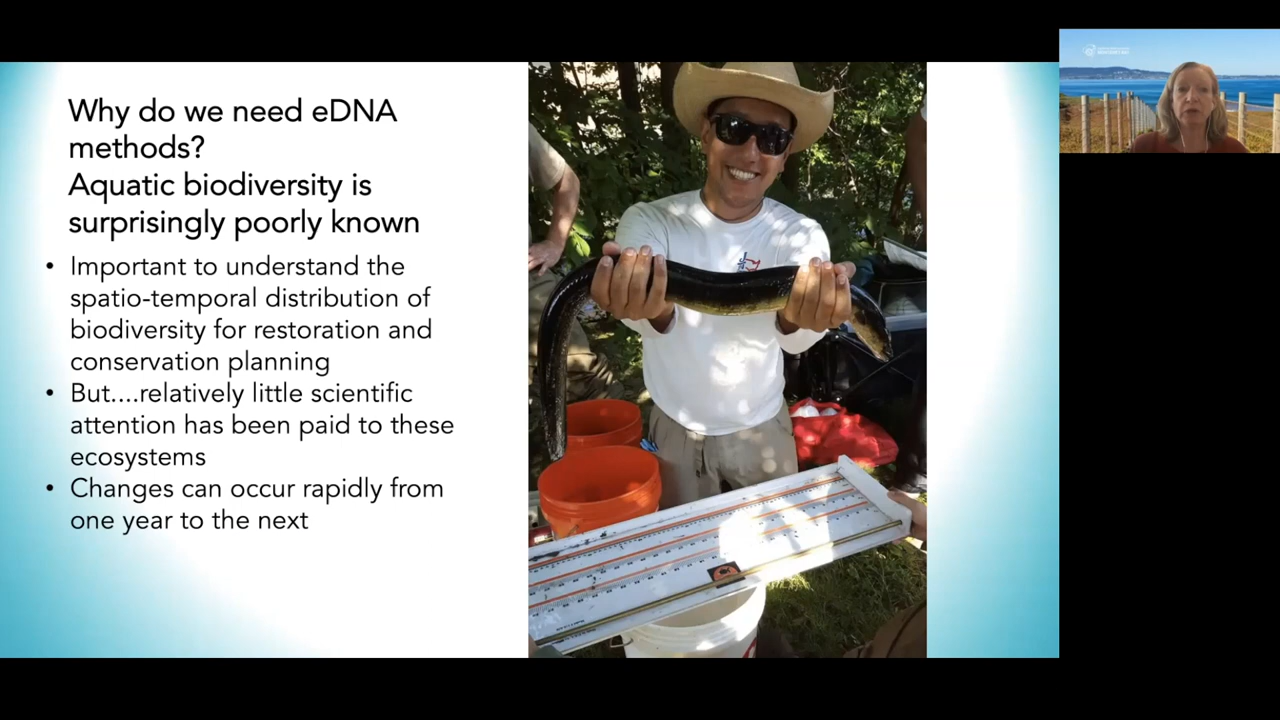 Why do we need eDNA
methods?
Aquatic biodiversity is
surprisingly poorly known
• Important to understand the
spatio-temporal distribution of
biodiversity for restoration and
conservation planning
• But....relatively little scientific
attention has been paid to these
ecosystems
• Changes can occur rapidly from
one year to the next